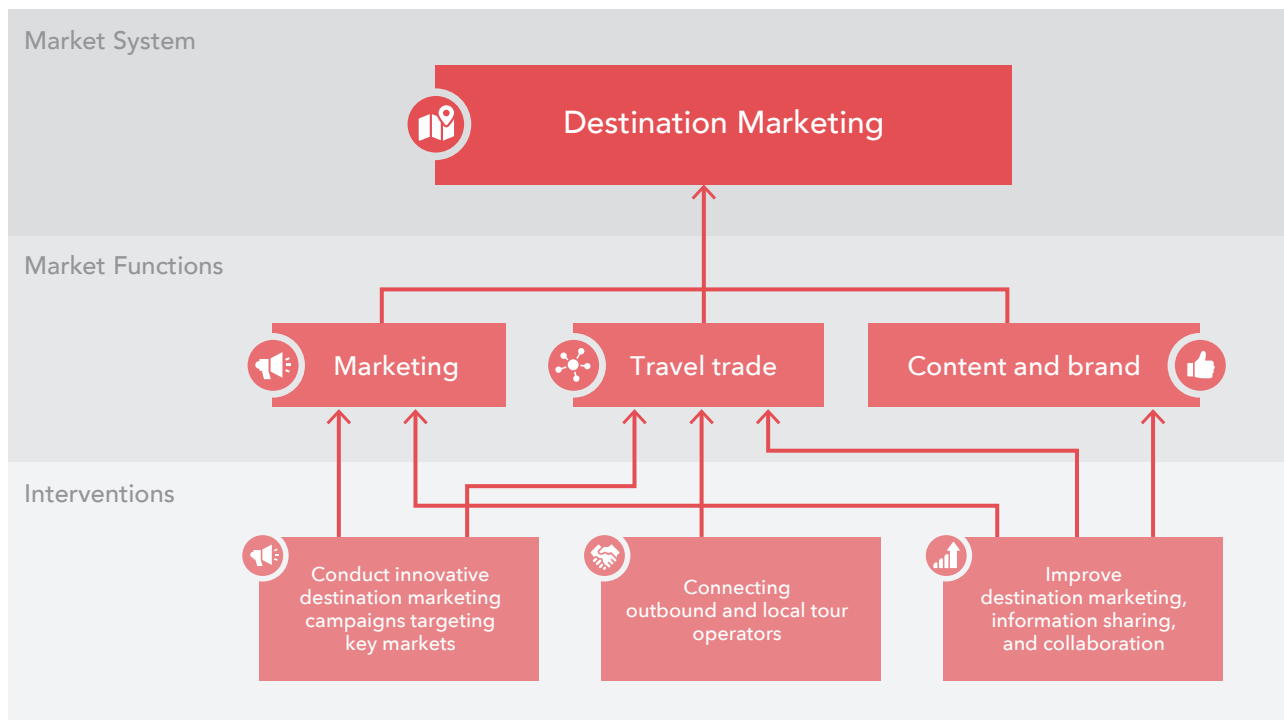 Market System
Destination Marketing
Market Functions
Marketing
Travel trade
Content and brand
Interventions
Conduct innovative
destination marketing
campaigns targeting
key markets
Connecting
outbound and local tour
operators
Improve
destination marketing,
information sharing,
and collaboration